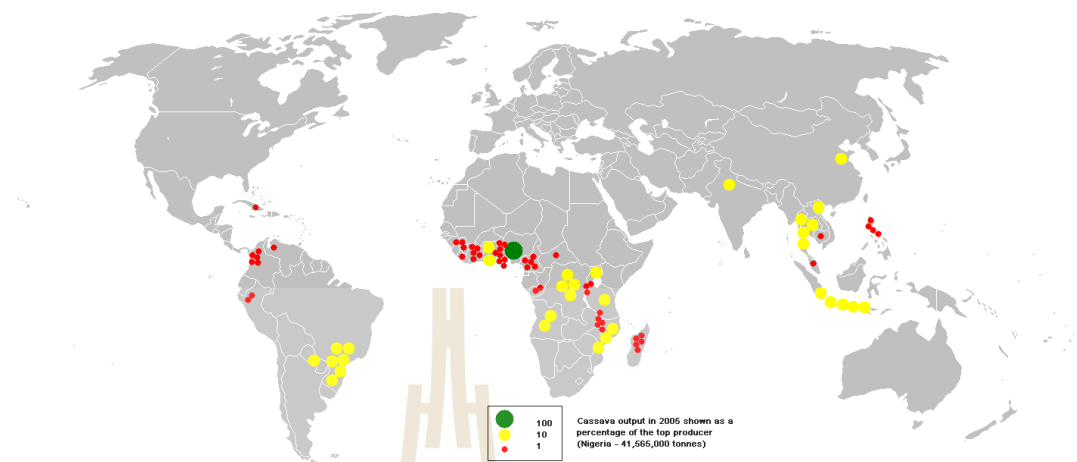 100
10
1
Cassava output in 2005 shown as a
percentage of the top producer
(Nigeria - 41,565,000 tonnes)